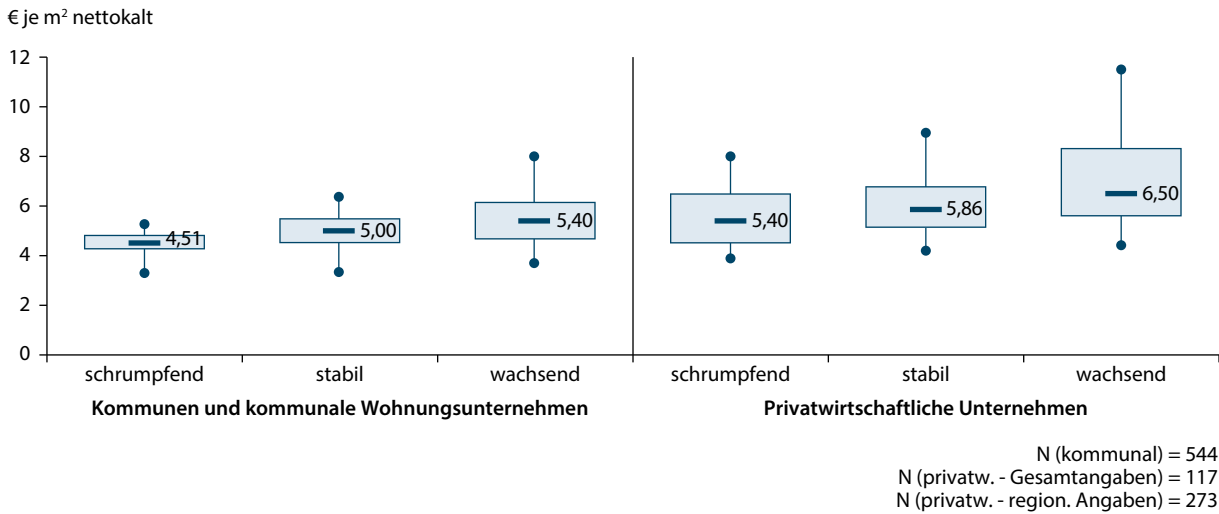 € je m² nettokalt
12
10
8
6
4
2
0
4,51
5,00
5,40
5,40
5,86
6,50
schrumpfend stabil wachsend schrumpfend stabil wachsend
Kommunen und kommunale Wohnungsunternehmen Privatwirtschaftliche Unternehmen
N (kommunal) = 544
N (privatw. - Gesamtangaben) = 117
N (privatw. - region. Angaben) = 273